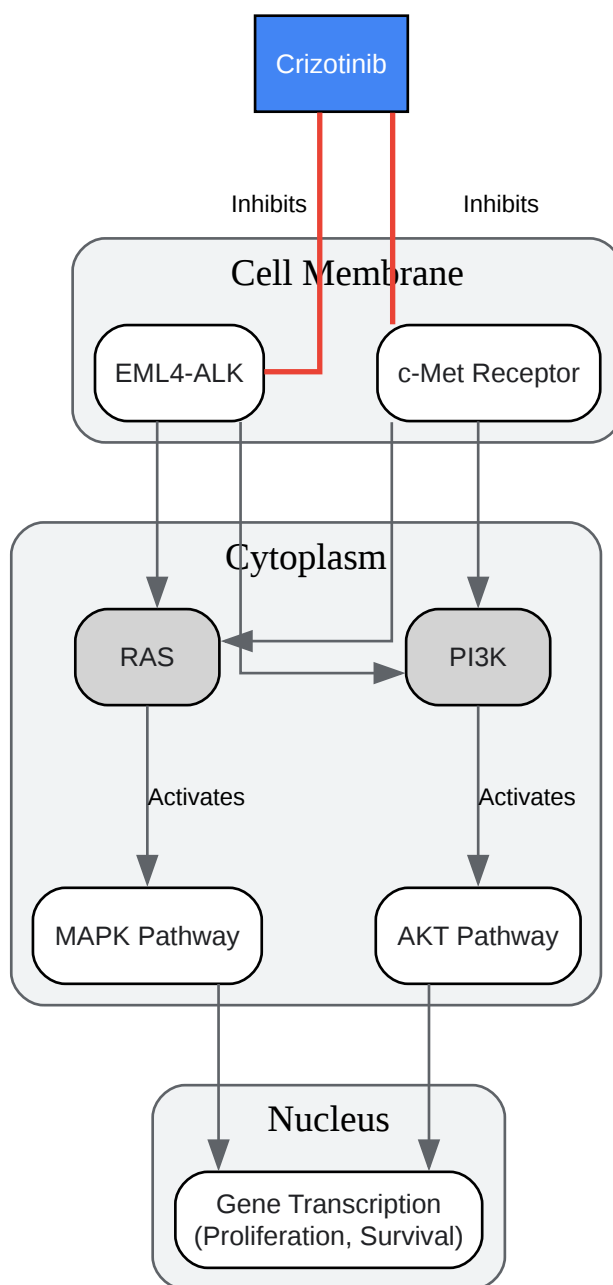 Crizotinib
Inhibits
Inhibits
Cell Membrane
EML4-ALK
c-Met Receptor
Cytoplasm
RAS
PI3K
Activates
Activates
MAPK Pathway
AKT Pathway
Nucleus
Gene Transcription
(Proliferation, Survival)